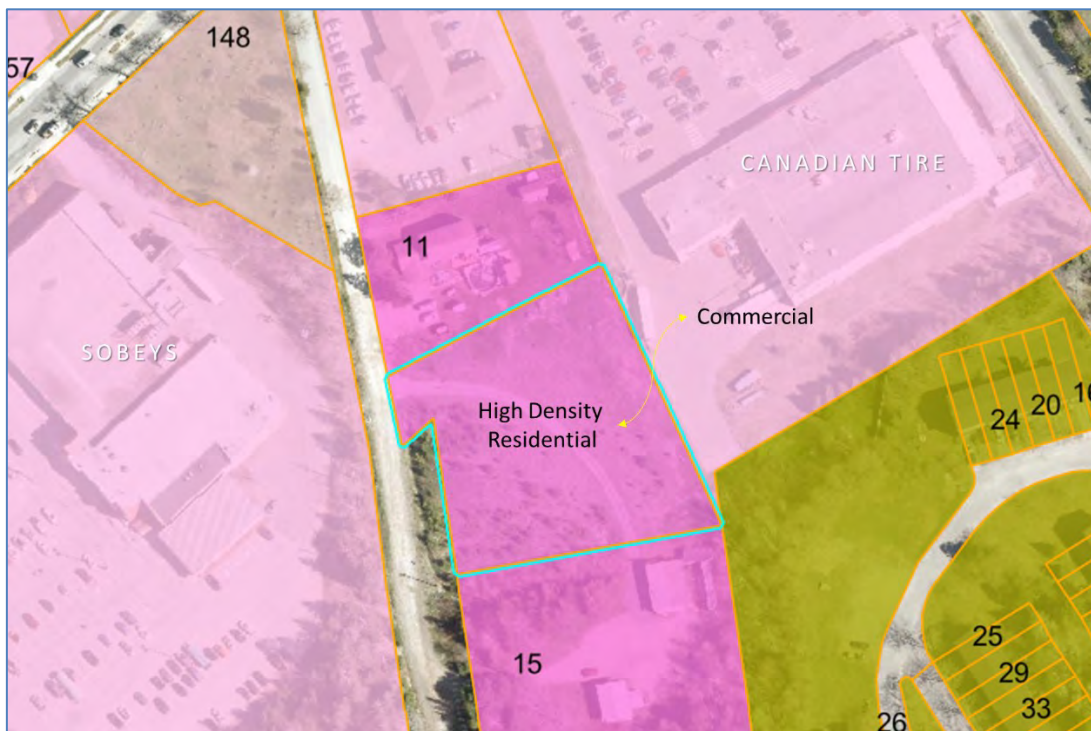 148
57
CANADIAN TIRE
11
Commercial
SOBEYS
High Density
Residential
24
20
15
25
29
33
26